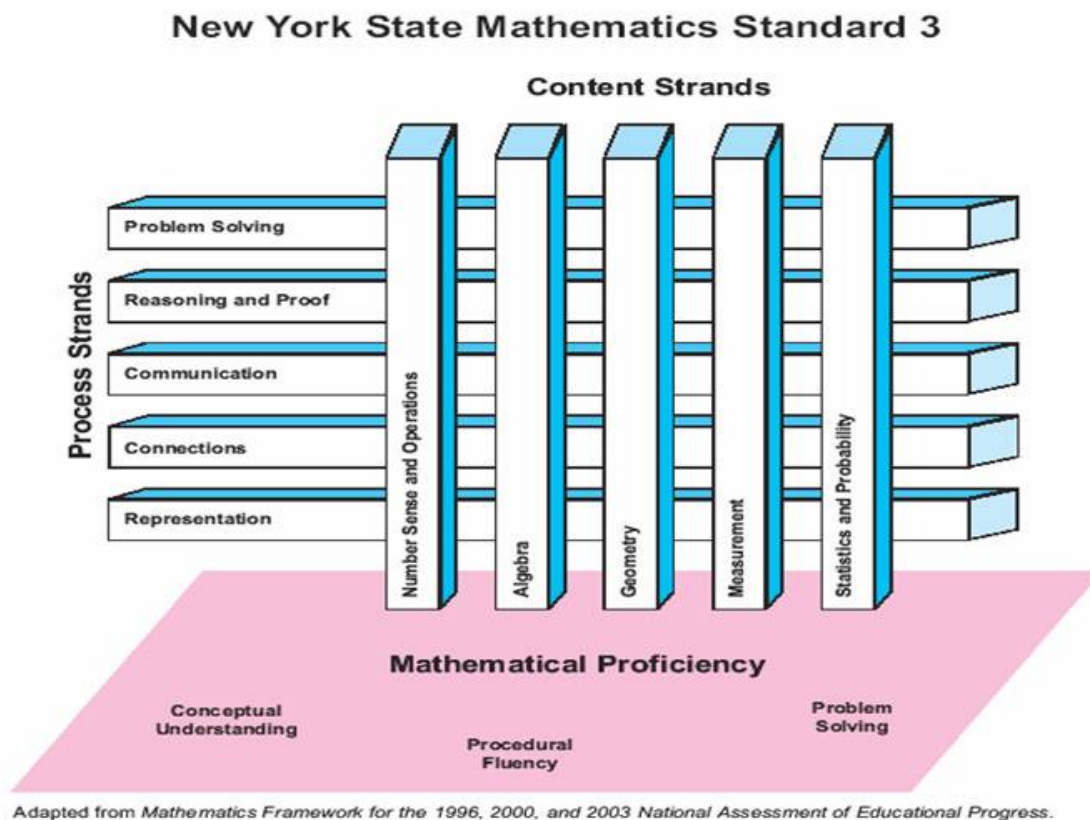 New York State Mathematics Standard 3
Content Strands
Process Strands
Problem Solving
Reasoning and Proof
Communication
Connections
Representation
Number Sense and Operations
Algebra
Geometry
Measurement
Statistics and Probability
Mathematical Proficiency
Conceptual
Understanding
Procedural
Fluency
Problem
Solving
Adapted from Mathematics Framework for the 1996, 2000, and 2003 National Assessment of Educational Progress.